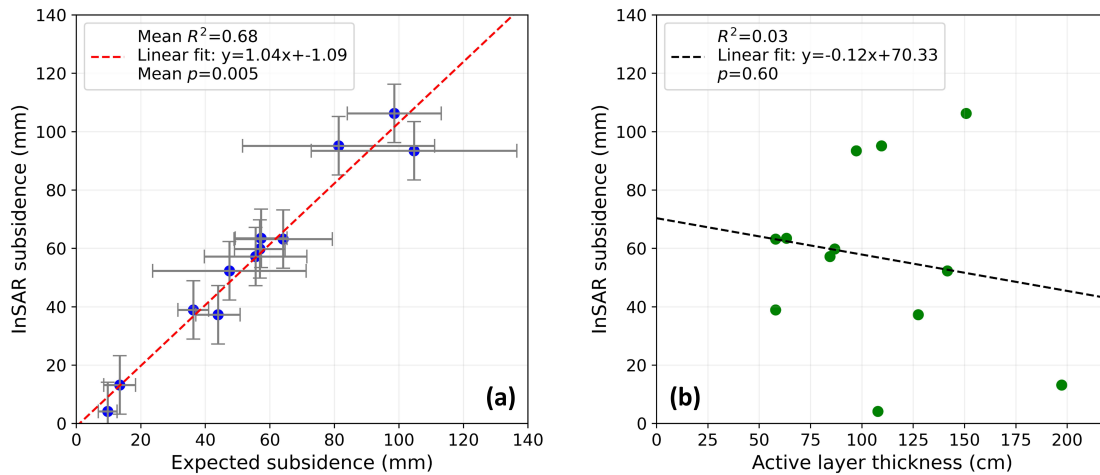 Mean R²=0.68
Linear fit: y=1.04x+-1.09
Mean p=0.005
140
120
100
80
60
40
20
0
InSAR subsidence (mm)
0 20 40 60 80 100 120 140
Expected subsidence (mm)
(a)
R²=0.03
Linear fit: y=-0.12x+70.33
p=0.60
140
120
100
80
60
40
20
0
InSAR subsidence (mm)
0 25 50 75 100 125 150 175 200
Active layer thickness (cm)
(b)